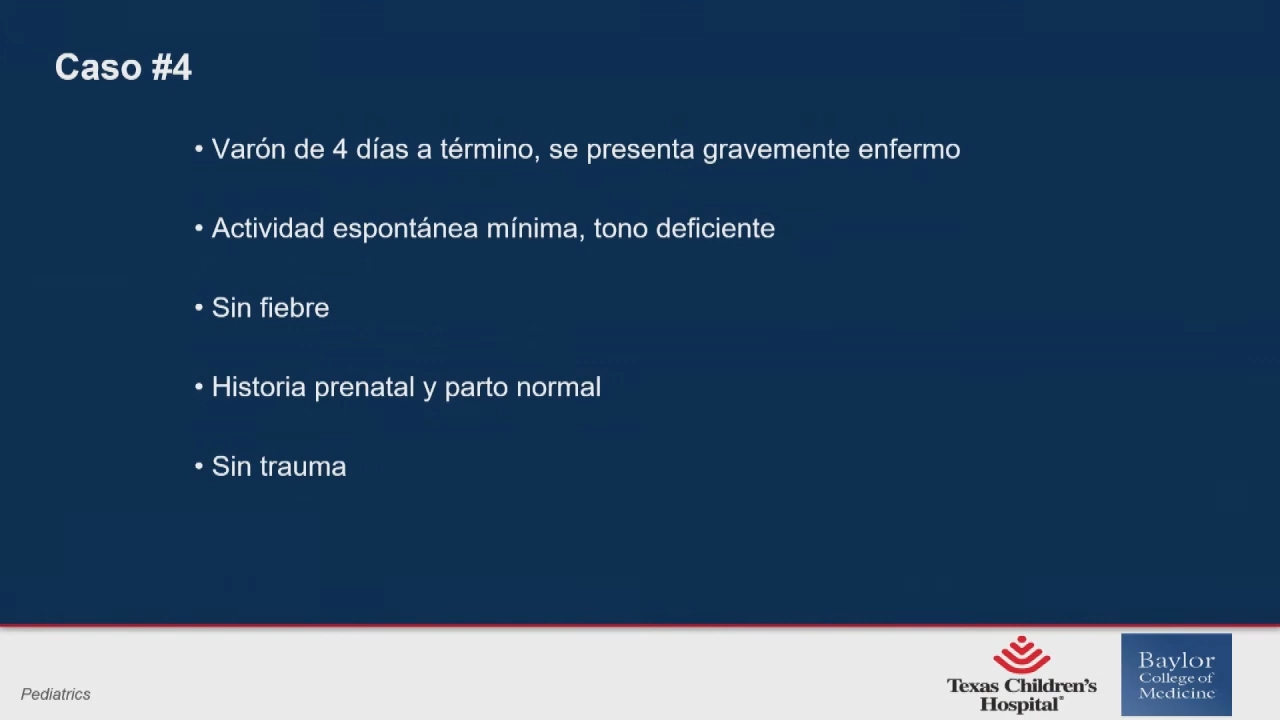 Caso #4
• Varón de 4 días a término, se presenta gravemente enfermo
• Actividad espontánea mínima, tono deficiente
• Sin fiebre
• Historia prenatal y parto normal
• Sin trauma
Pediatrics
Texas Children's
Hospital®
Baylor
College of
Medicine